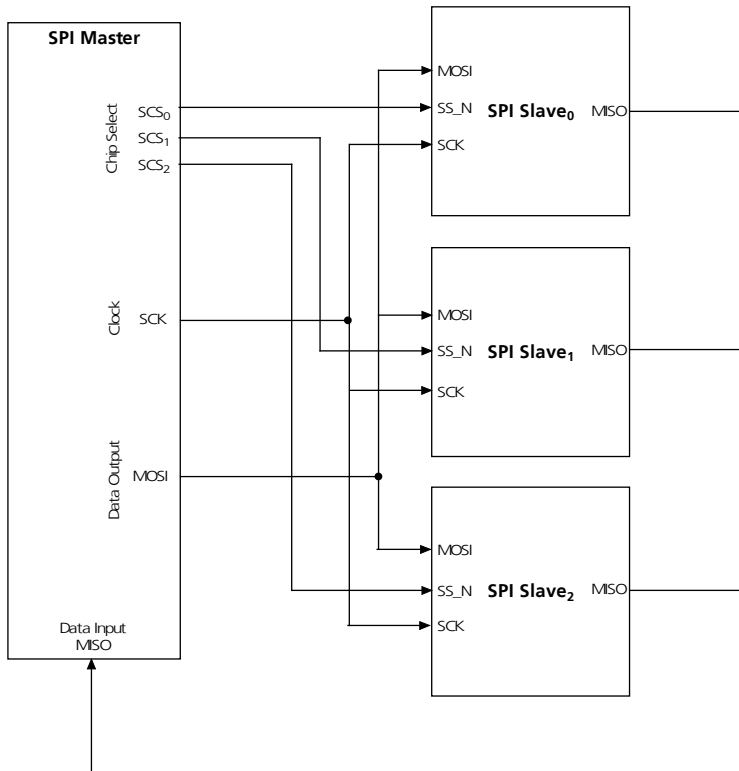 SPI Master
Chip Select
SCS₀
SCS₁
SCS₂
Clock
SCK
Data Output
MOSI
Data Input
MISO
MOSI
SS_N
SCK
SPI Slave₀
MISO
MOSI
SS_N
SCK
SPI Slave₁
MISO
MOSI
SS_N
SCK
SPI Slave₂
MISO